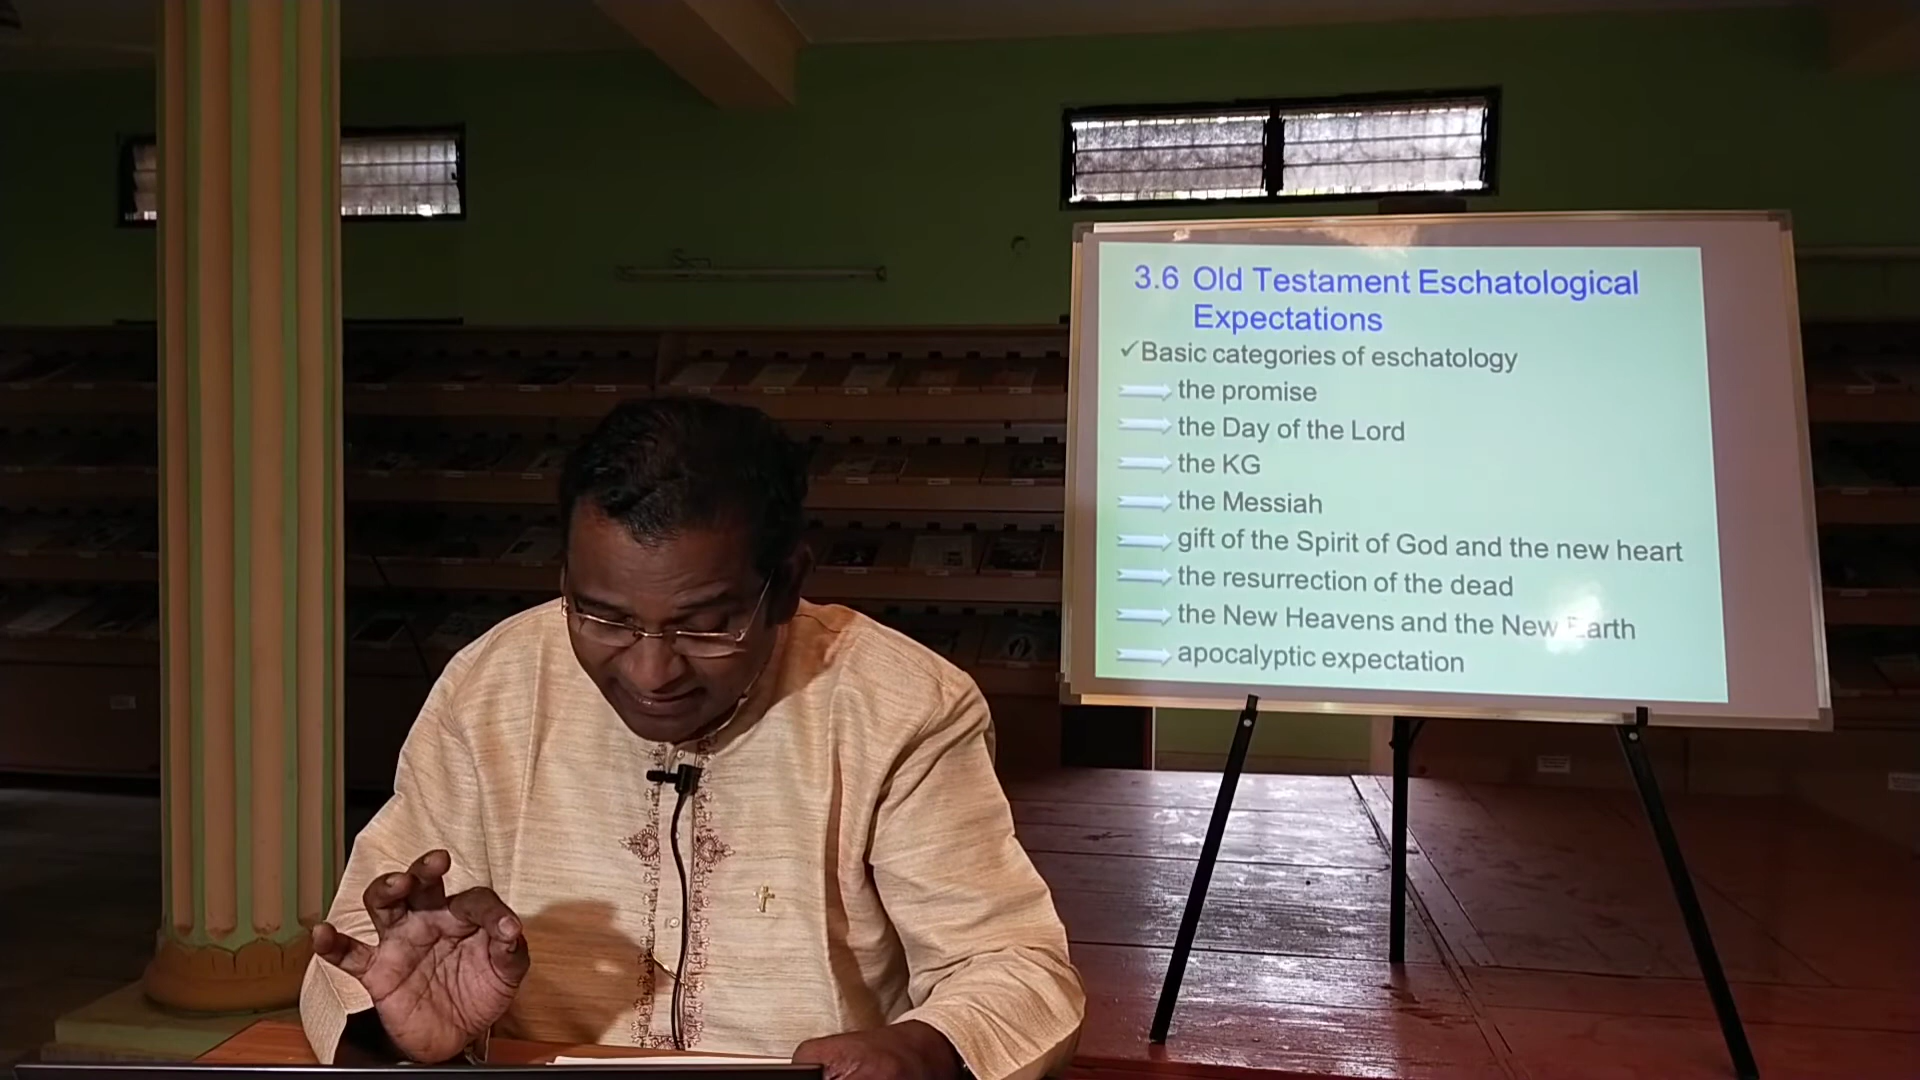 3.6 Old Testament Eschatological
Expectations
✓Basic categories of eschatology
the promise
the Day of the Lord
the KG
the Messiah
gift of the Spirit of God and the new heart
the resurrection of the dead
the New Heavens and the New Earth
apocalyptic expectation